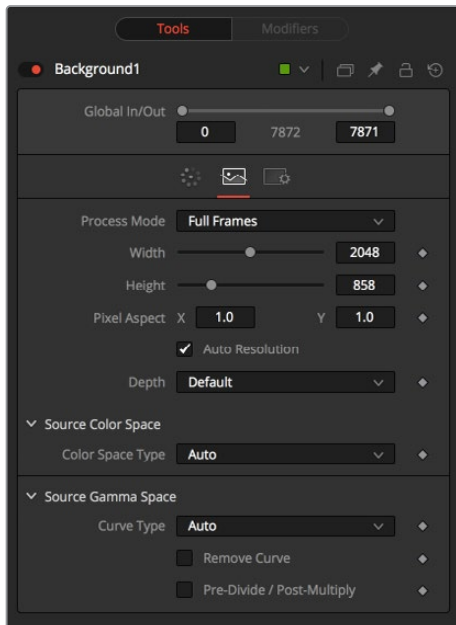 Tools Modifiers
Background1
Global In/Out
0 7872 7871
Process Mode Full Frames
Width 2048
Height 858
Pixel Aspect X 1.0 Y 1.0
Auto Resolution
Depth Default
Source Color Space
Color Space Type Auto
Source Gamma Space
Curve Type Auto
Remove Curve
Pre-Divide / Post-Multiply